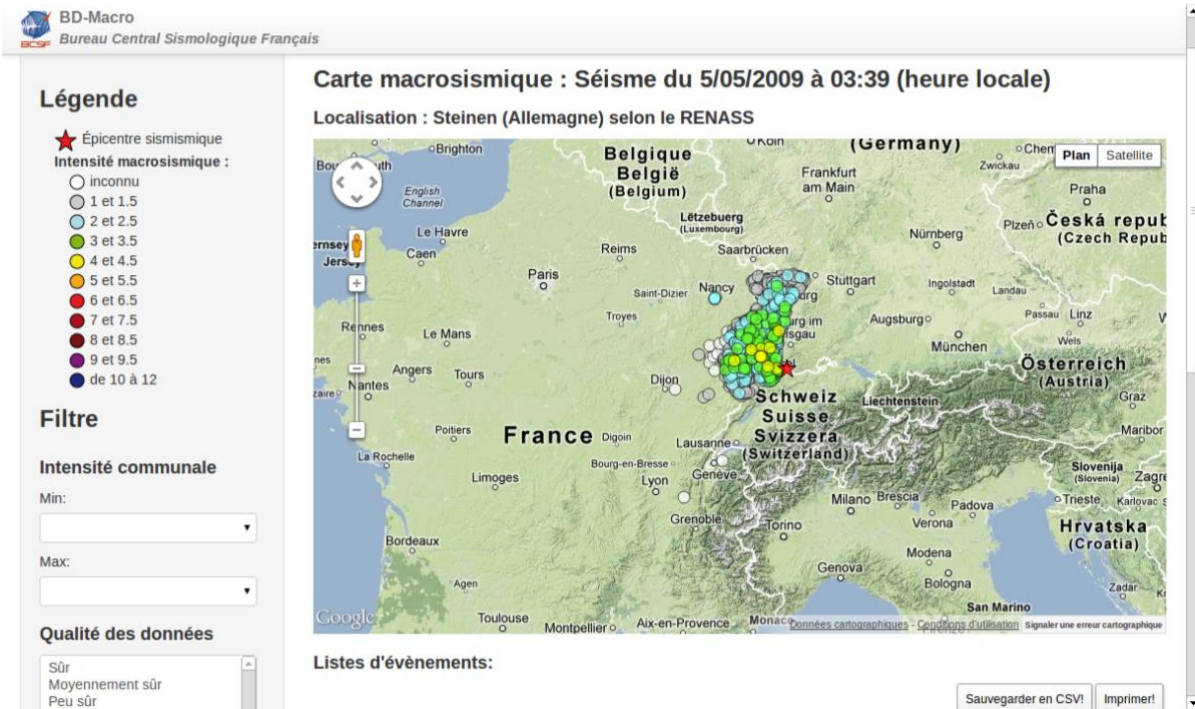 BD-Macro
BCSF
Bureau Central Sismologique Français
Légende
Épicentre sismismique
Intensité macrosismique :
inconnu
1 et 1.5
2 et 2.5
3 et 3.5
4 et 4.5
5 et 5.5
6 et 6.5
7 et 7.5
8 et 8.5
9 et 9.5
de 10 à 12
Filtre
Intensité communale
Min:
Max:
Qualité des données
Sûr
Moyennement sûr
Peu sûr
Carte macrosismique : Séisme du 5/05/2009 à 03:39 (heure locale)
Localisation : Steinen (Allemagne) selon le RENASS
Plan
Satellite
Brighton
Belgique
België
(Belgium)
(Germany)
Zwickau
English
Channel
Frankfurt
am Main
Praha
Lëtzebuerg
(Luxembourg)
Le Havre
Plzeň
Česká repub
(Czech Repub
Nürnberg
Caen
Reims
Saarbrücken
Paris
Saint-Dizier
Nancy
Stuttgart
Ingolstadt
Landau
Troyes
Passau
Linz
Rennes
Le Mans
Augsburg
München
Wels
Angers
Tours
Nantes
Dijon
Österreich
(Austria)
Schweiz
Suisse
Svizzera
(Switzerland)
Liechtenstein
Graz
Poitiers
France
Digoin
Lausanne
Maribor
La Rochelle
Bourg-en-Bresse
Genève
Slovenija
(Slovenia)
Zagre
Limoges
Lyon
Milano
Brescia
Padova
Trieste
Karlovac
Grenoble
Torino
Verona
Hrvatska
(Croatia)
Bordeaux
Modena
Genova
Bologna
Zadar
Agen
San Marino
Google
Toulouse
Montpellier
Aix-en-Provence
Monaco
Données cartographiques - Conditions d'utilisation
Signaler une erreur cartographique
Listes d'évènements:
Sauvegarder en CSV!
Imprimer!